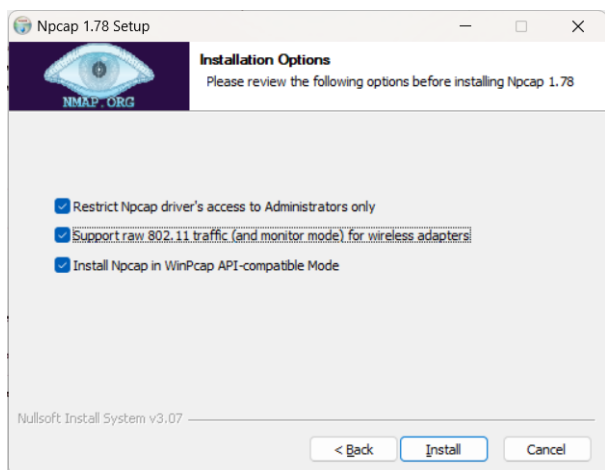 Npcap 1.78 Setup
NMAP.ORG
Installation Options
Please review the following options before installing Npcap 1.78
Restrict Npcap driver's access to Administrators only
Support raw 802.11 traffic (and monitor mode) for wireless adapters
Install Npcap in WinPcap API-compatible Mode
Nullsoft Install System v3.07
< Back
Install
Cancel